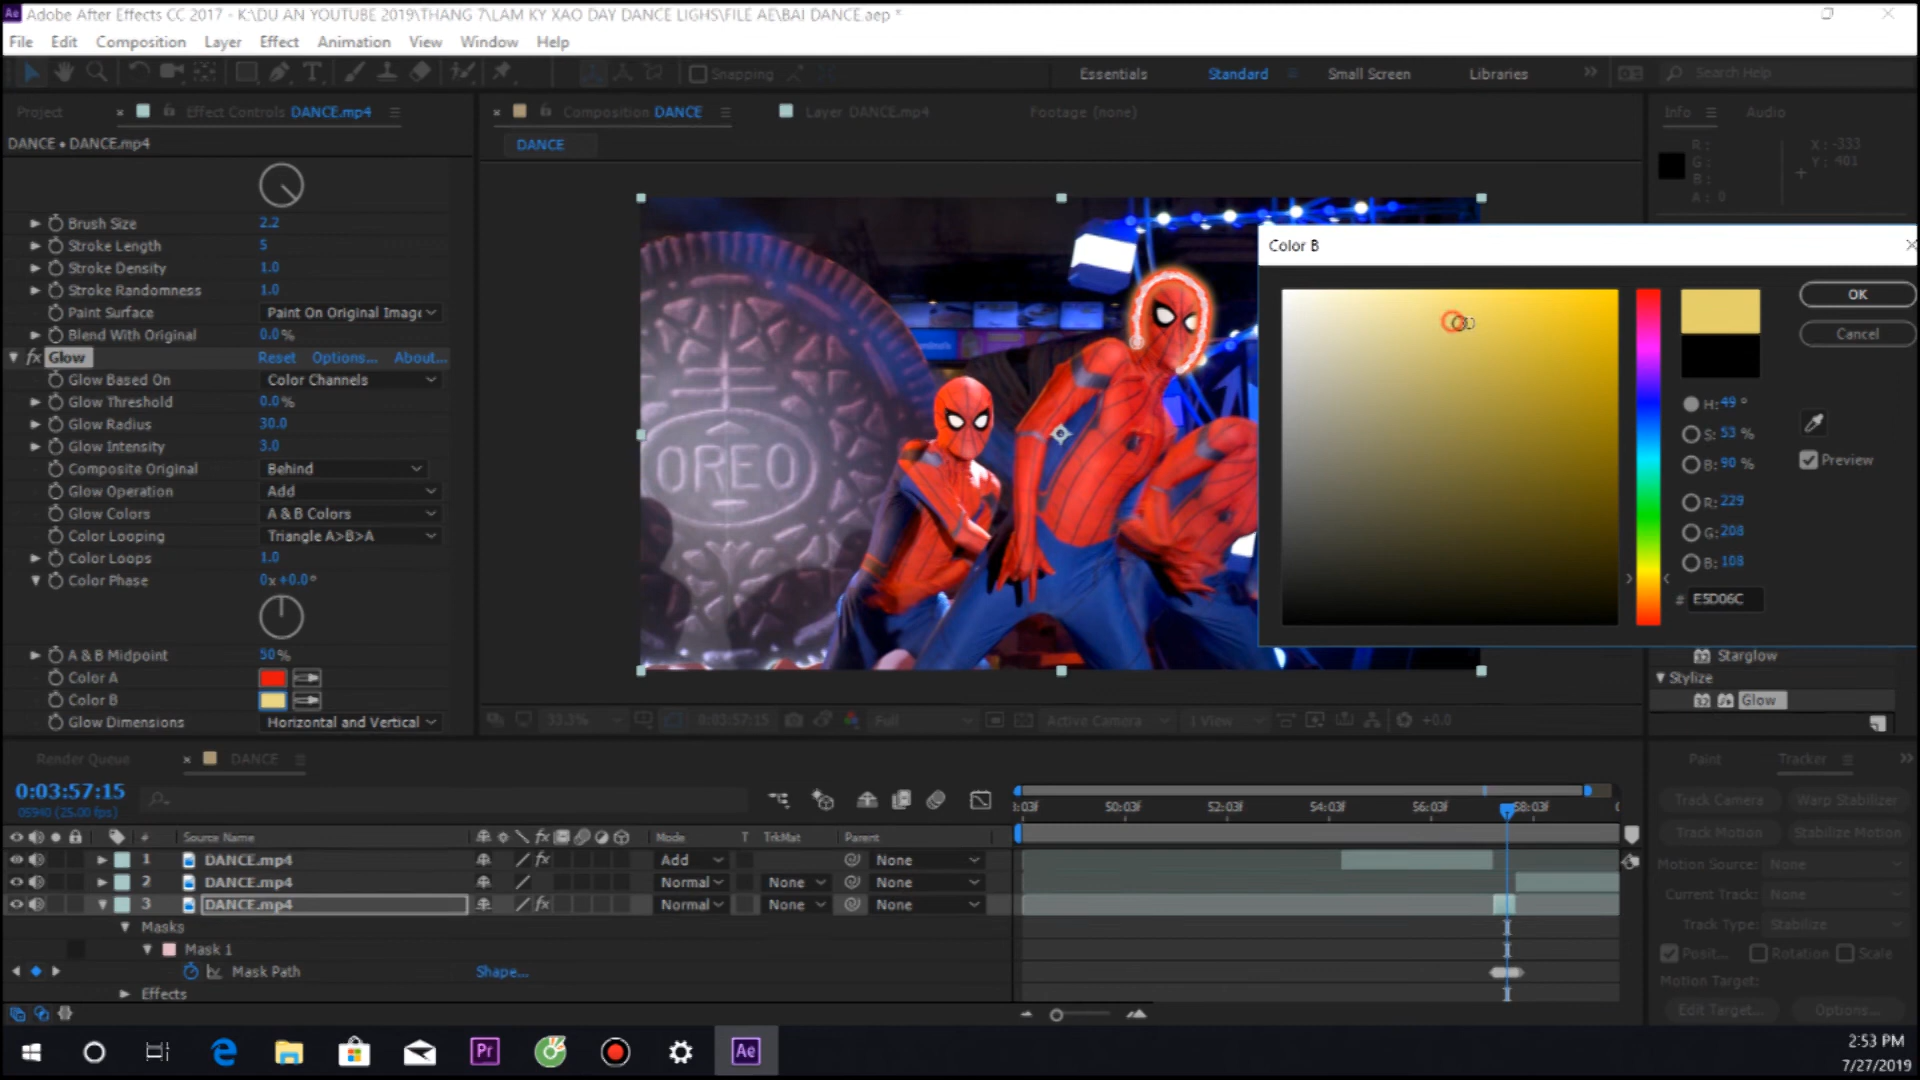 Ae Adobe After Effects CC 2017 - K:\DU AN YOUTUBE 2019\THANG 7\LAM KY XAO DAY DANCE LIGHS\FILE AE\BAI DANCE.aep *
File Edit Composition Layer Effect Animation View Window Help
Snapping Essentials Standard Small Screen Libraries Search Help
Project Effect Controls DANCE.mp4 Composition DANCE Layer DANCE.mp4 Footage (none) Info Audio
DANCE • DANCE.mp4 DANCE
R: X: -333
G: Y: 401
B:
A: 0
Brush Size 2.2
Stroke Length 5
Stroke Density 1.0
Stroke Randomness 1.0
Paint Surface Paint On Original Image
Blend With Original 0.0%
fx Glow Reset Options... About...
Glow Based On Color Channels
Glow Threshold 0.0%
Glow Radius 30.0
Glow Intensity 3.0
Composite Original Behind
Glow Operation Add
Glow Colors A & B Colors
Color Looping Triangle A>B>A
Color Loops 1.0
Color Phase 0x+0.0°
A & B Midpoint 50%
Color A
Color B
Glow Dimensions Horizontal and Vertical
OREO
Color B
OK
Cancel
H: 49 °
S: 53 %
B: 90 %
Preview
R: 229
G: 208
B: 108
# E5D06C
Starglow
Stylize
Glow
33.3% 0:03:57:15 Full Active Camera 1 View +0.0
Render Queue DANCE Paint Tracker
0:03:57:15
05940 (25.00 fps)
:03f 50:03f 52:03f 54:03f 56:03f 58:03f
# Source Name fx Mode T TrkMat Parent
1 DANCE.mp4 fx Add None
2 DANCE.mp4 Normal None None
3 DANCE.mp4 fx Normal None None
Masks
Mask 1
Mask Path Shape...
Effects
Track Camera Warp Stabilizer
Track Motion Stabilize Motion
Motion Source: None
Current Track: None
Track Type: Stabilize
Posit... Rotation Scale
Motion Target:
Edit Target... Options...
Pr Ae
2:53 PM
7/27/2019